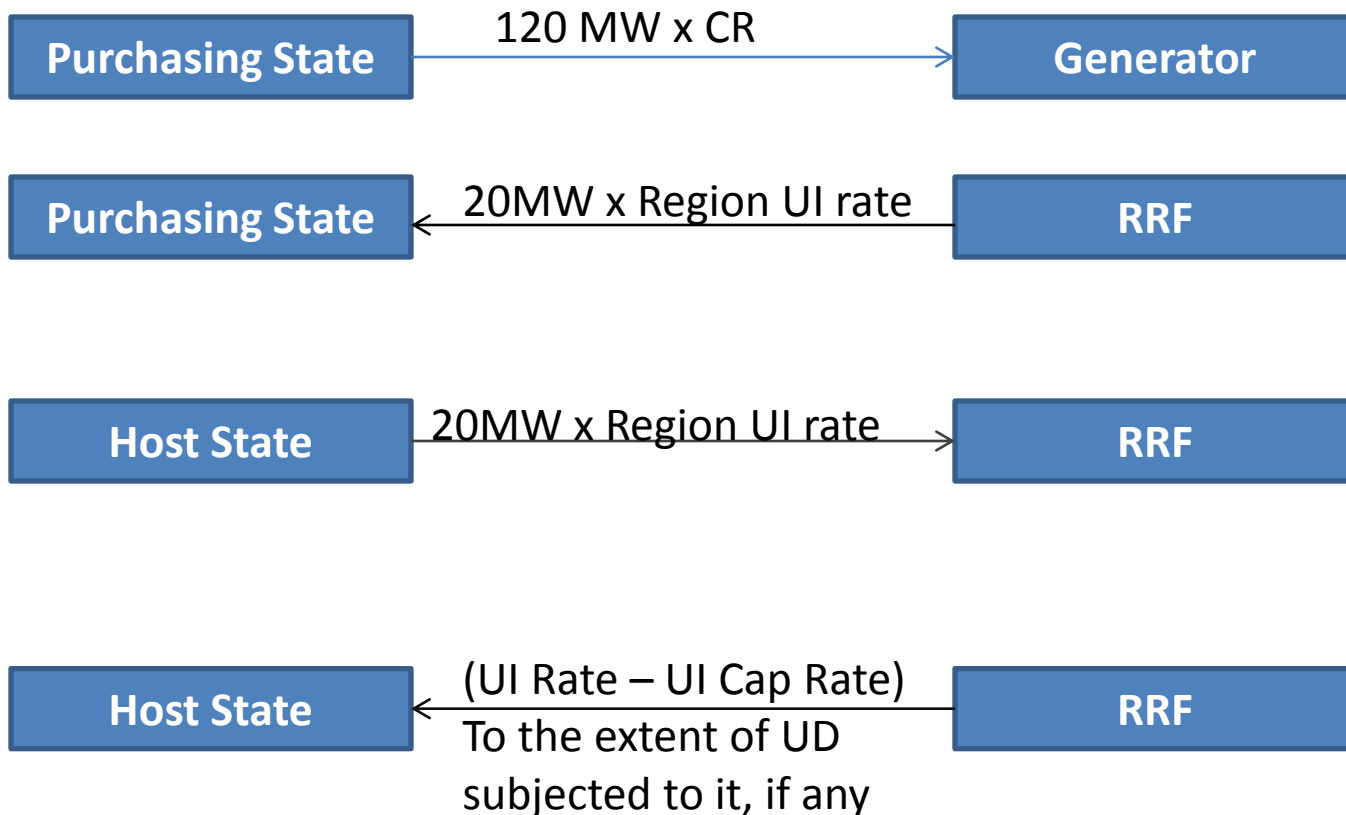 120 MW x CR
Purchasing State
Generator
20MW x Region UI rate
Purchasing State
RRF
20MW x Region UI rate
Host State
RRF
(UI Rate – UI Cap Rate)
Host State
RRF
To the extent of UD
subjected to it, if any